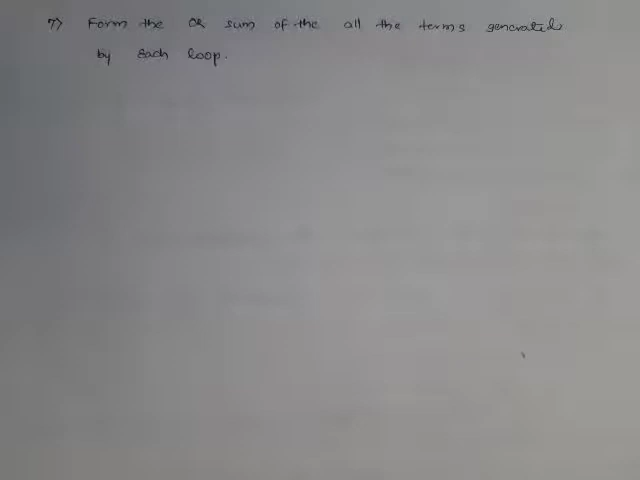 7) Form the OR sum of the all the terms generated
by each loop.